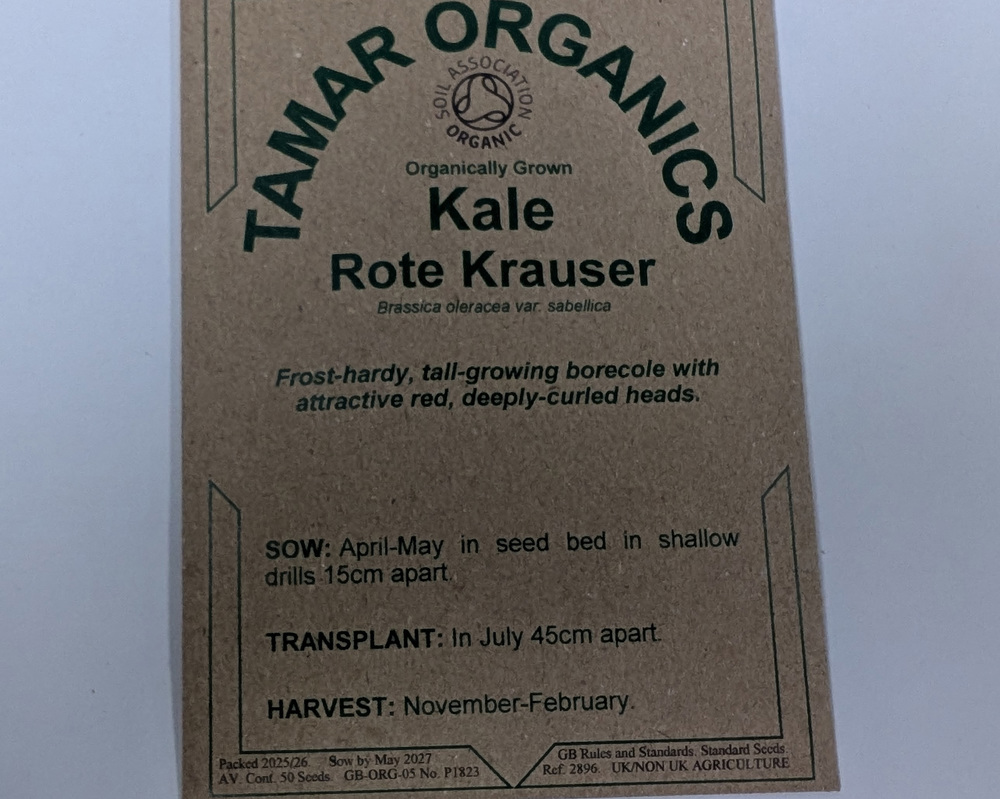 TAMAR ORGANICS
SOIL ASSOCIATION
ORGANIC
Organically Grown
Kale
Rote Krauser
Brassica oleracea var. sabellica
Frost-hardy, tall-growing borecole with
attractive red, deeply-curled heads.
SOW: April-May in seed bed in shallow
drills 15cm apart.
TRANSPLANT: In July 45cm apart.
HARVEST: November-February.
Packed 2025/26. Sow by May 2027
AV. Cont. 50 Seeds. GB-ORG-05 No. P1823
GB Rules and Standards. Standard Seeds.
Ref. 2896. UK/NON UK AGRICULTURE